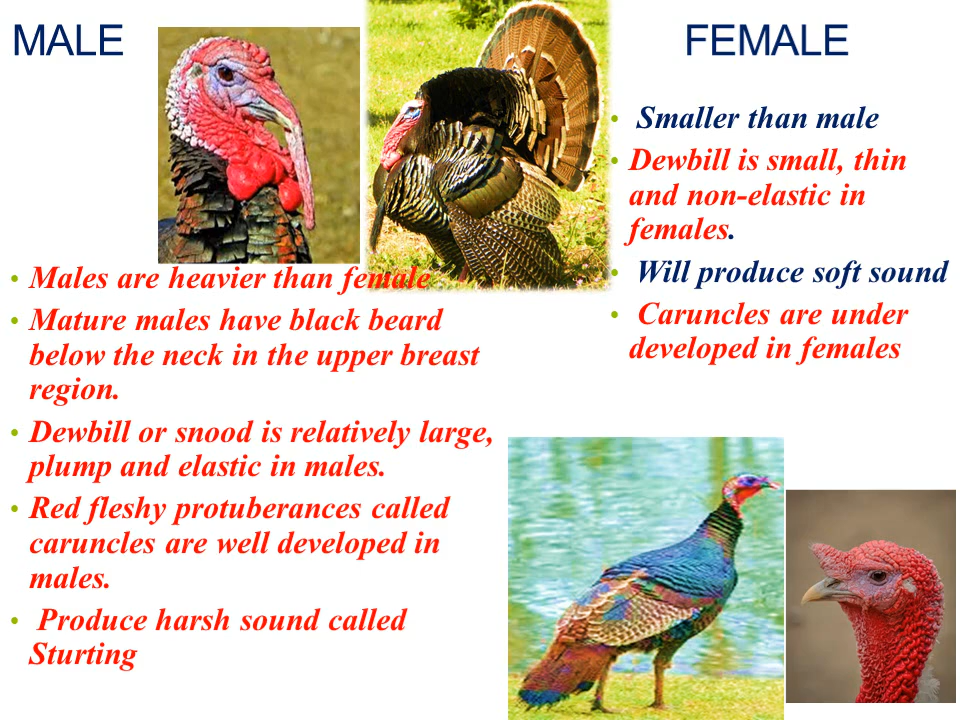 MALE
• Males are heavier than female
• Mature males have black beard
below the neck in the upper breast
region.
• Dewbill or snood is relatively large,
plump and elastic in males.
• Red fleshy protuberances called
caruncles are well developed in
males.
• Produce harsh sound called
Sturting
FEMALE
• Smaller than male
• Dewbill is small, thin
and non-elastic in
females.
• Will produce soft sound
• Caruncles are under
developed in females